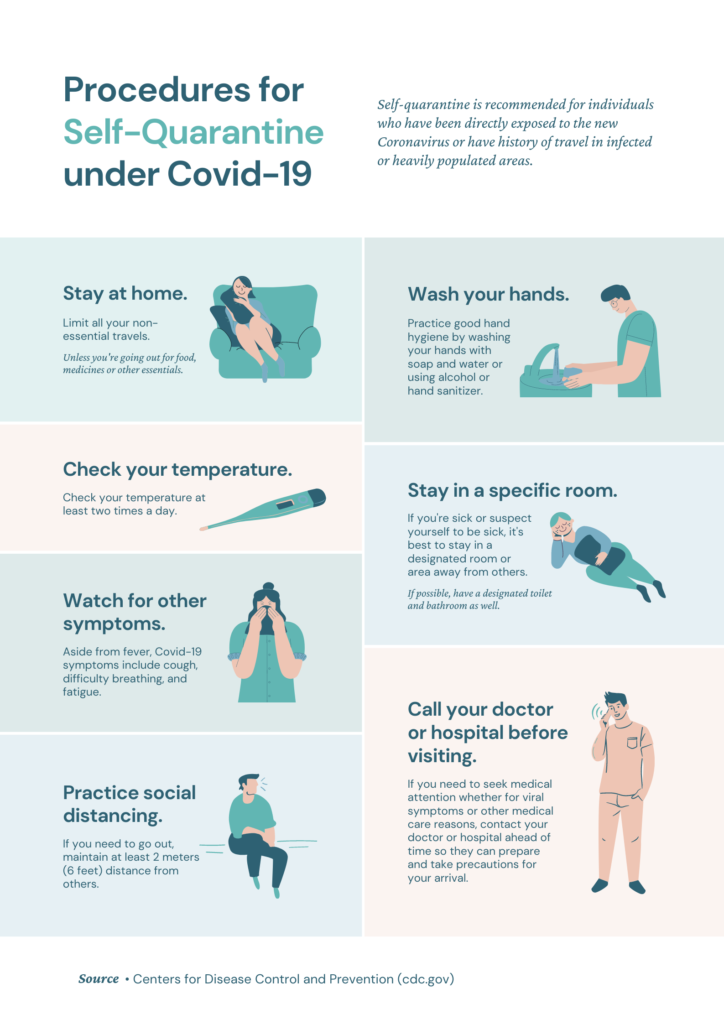 Procedures for
Self-Quarantine
under Covid-19
Self-quarantine is recommended for individuals
who have been directly exposed to the new
Coronavirus or have history of travel in infected
or heavily populated areas.
Stay at home.
Limit all your non-
essential travels.
Unless you're going out for food,
medicines or other essentials.
Check your temperature.
Check your temperature at
least two times a day.
Watch for other
symptoms.
Aside from fever, Covid-19
symptoms include cough,
difficulty breathing, and
fatigue.
Practice social
distancing.
If you need to go out,
maintain at least 2 meters
(6 feet) distance from
others.
Wash your hands.
Practice good hand
hygiene by washing
your hands with
soap and water or
using alcohol or
hand sanitizer.
Stay in a specific room.
If you're sick or suspect
yourself to be sick, it's
best to stay in a
designated room or
area away from others.
If possible, have a designated toilet
and bathroom as well.
Call your doctor
or hospital before
visiting.
If you need to seek medical
attention whether for viral
symptoms or other medical
care reasons, contact your
doctor or hospital ahead of
time so they can prepare
and take precautions for
your arrival.
Source • Centers for Disease Control and Prevention (cdc.gov)